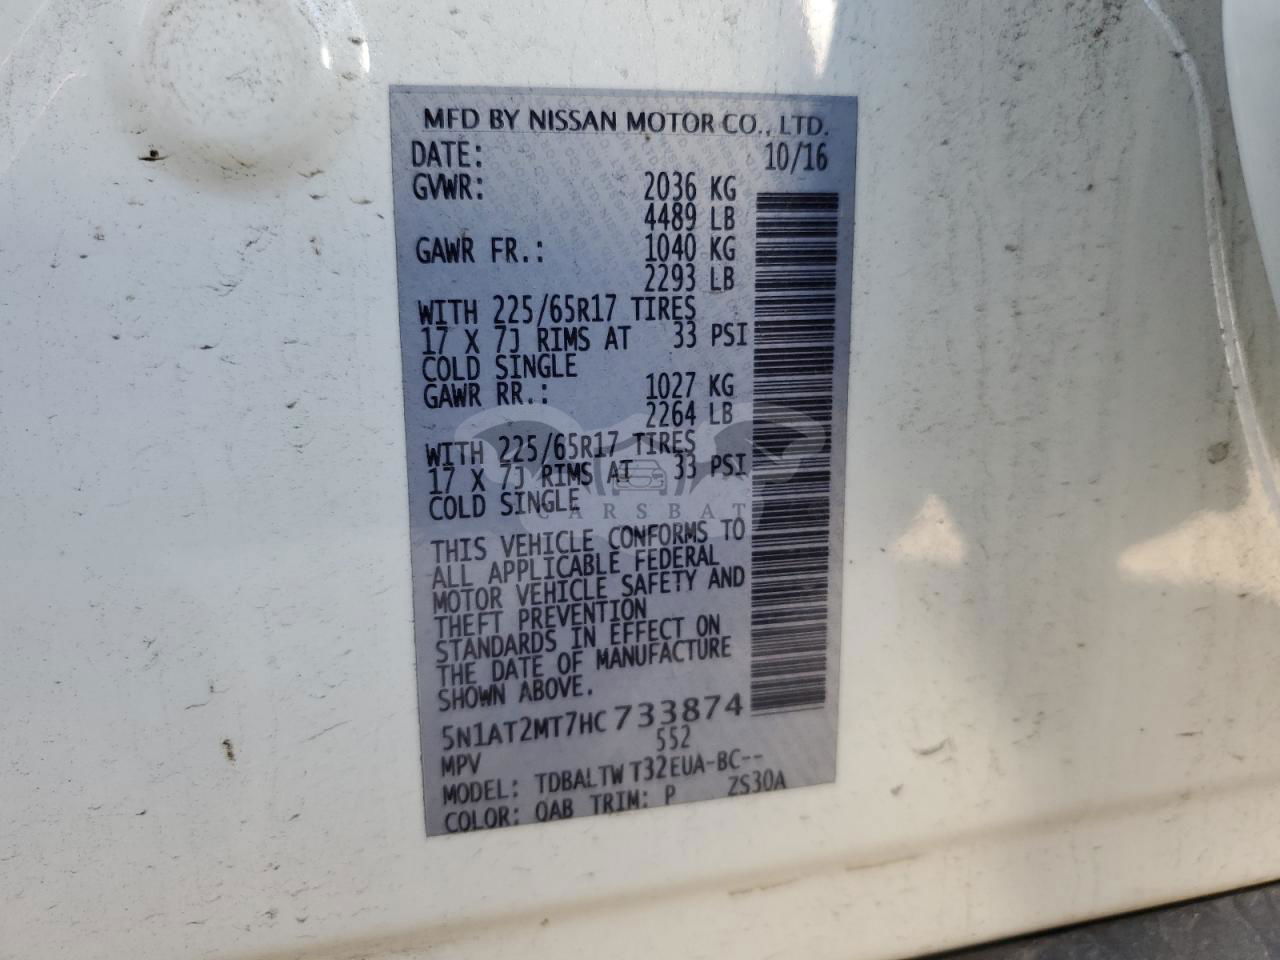 MFD BY NISSAN MOTOR CO., LTD.
DATE: 10/16
GVWR: 2036 KG
4489 LB
GAWR FR.: 1040 KG
2293 LB
WITH 225/65R17 TIRES
17 X 7J RIMS AT 33 PSI
COLD SINGLE
GAWR RR.: 1027 KG
2264 LB
WITH 225/65R17 TIRES
17 X 7J RIMS AT 33 PSI
COLD SINGLE
CARSBAT
THIS VEHICLE CONFORMS TO
ALL APPLICABLE FEDERAL
MOTOR VEHICLE SAFETY AND
THEFT PREVENTION
STANDARDS IN EFFECT ON
THE DATE OF MANUFACTURE
SHOWN ABOVE.
5N1AT2MT7HC733874
MPV 552
MODEL: TDBALTW T32EUA-BC--
COLOR: QAB TRIM: P ZS30A